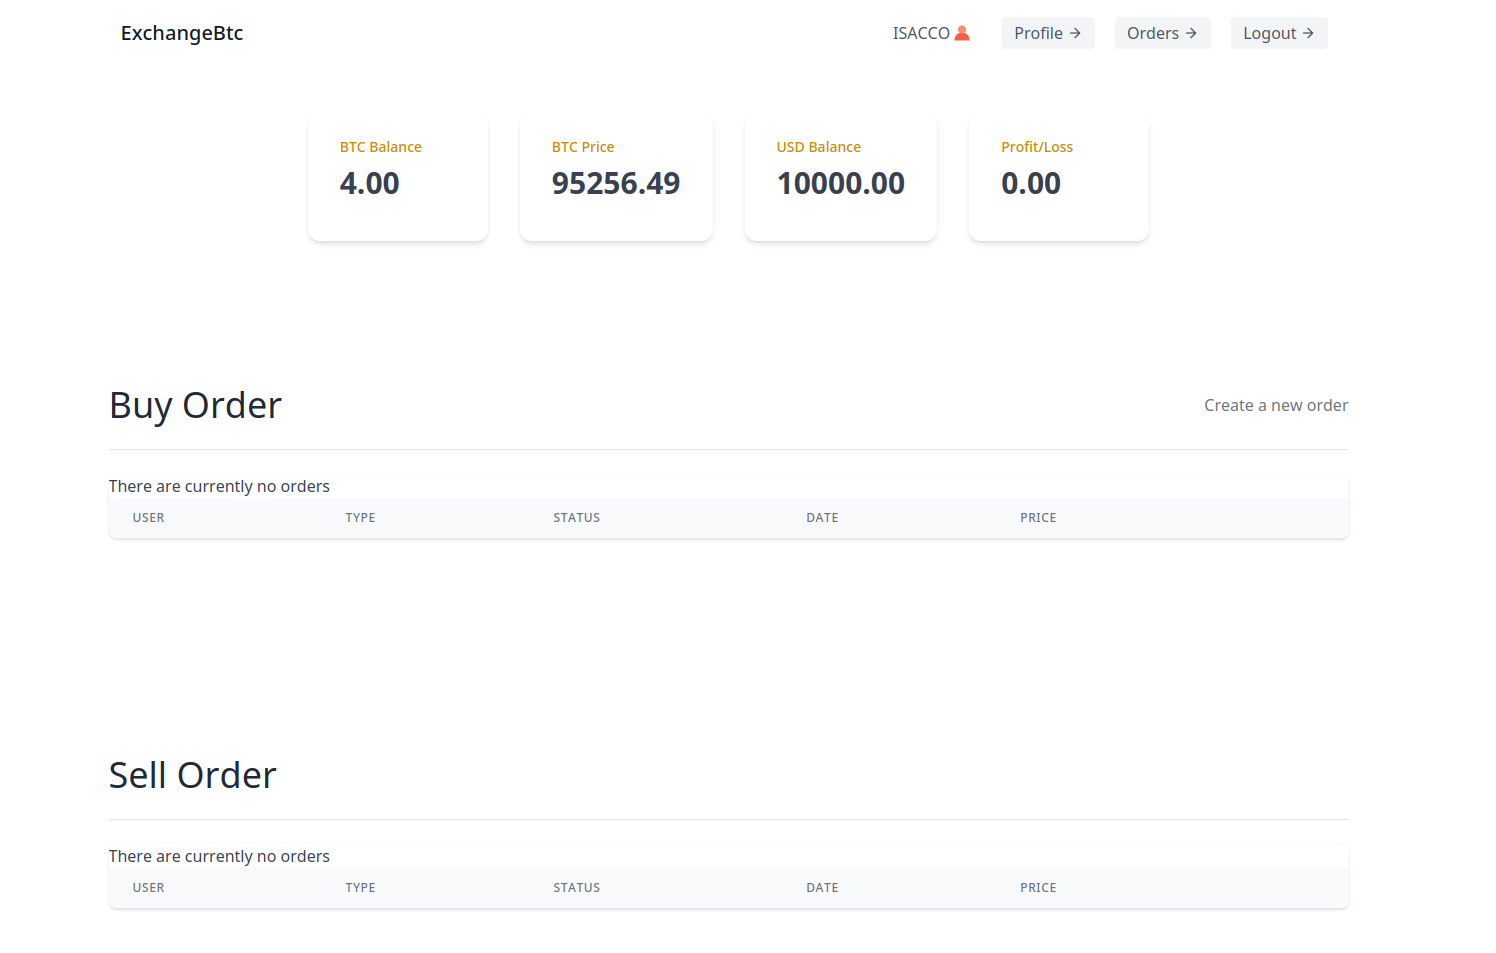 ExchangeBtc ISACCO Profile → Orders → Logout →
BTC Balance BTC Price USD Balance Profit/Loss
4.00 95256.49 10000.00 0.00
Buy Order Create a new order
There are currently no orders
USER TYPE STATUS DATE PRICE
Sell Order
There are currently no orders
USER TYPE STATUS DATE PRICE